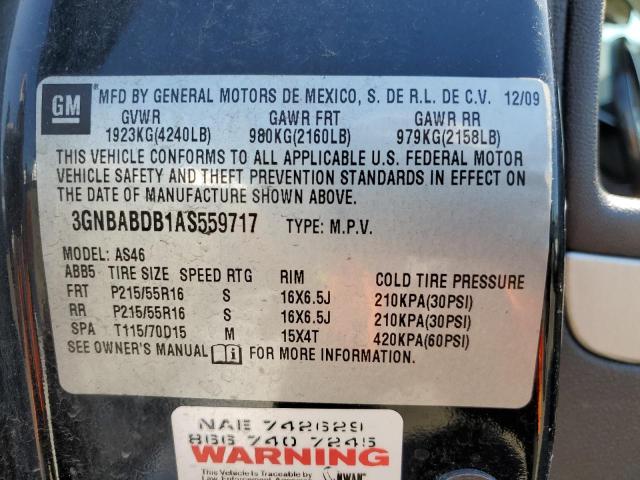 GM MFD BY GENERAL MOTORS DE MEXICO, S. DE R.L. DE C.V. 12/09
GVWR GAWR FRT GAWR RR
1923KG(4240LB) 980KG(2160LB) 979KG(2158LB)
THIS VEHICLE CONFORMS TO ALL APPLICABLE U.S. FEDERAL MOTOR
VEHICLE SAFETY AND THEFT PREVENTION STANDARDS IN EFFECT ON
THE DATE OF MANUFACTURE SHOWN ABOVE.
3GNBABDB1AS559717 TYPE: M.P.V.
MODEL: AS46
ABB5 TIRE SIZE SPEED RTG RIM COLD TIRE PRESSURE
FRT P215/55R16 S 16X6.5J 210KPA(30PSI)
RR P215/55R16 S 16X6.5J 210KPA(30PSI)
SPA T115/70D15 M 15X4T 420KPA(60PSI)
SEE OWNER'S MANUAL FOR MORE INFORMATION.
NAE 742629
866 740 7245
WARNING
This Vehicle is Traceable by
Law Enforcement